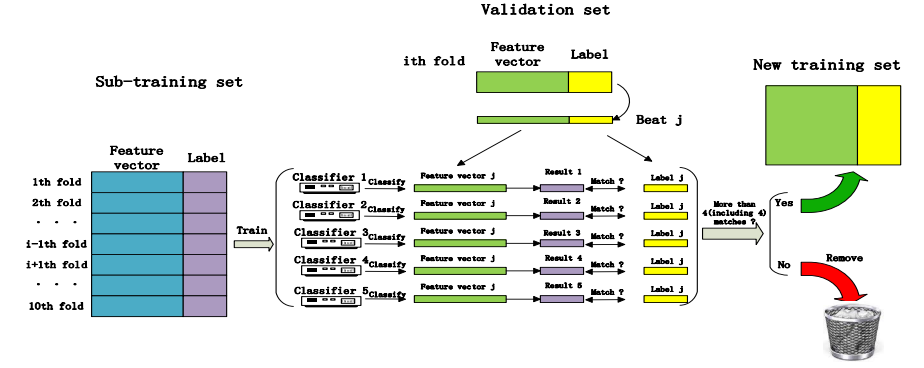 Validation set
Feature
vector
Label
ith fold
Beat j
Sub-training set
Feature
vector
Label
1th fold
2th fold
. . .
i-1th fold
i+1th fold
. . .
10th fold
Train
Classifier 1
Classify
Feature vector j
Result 1
Match ?
Label j
Classifier 2
Classify
Feature vector j
Result 2
Match ?
Label j
Classifier 3
Classify
Feature vector j
Result 3
Match ?
Label j
Classifier 4
Classify
Feature vector j
Result 4
Match ?
Label j
Classifier 5
Classify
Feature vector j
Result 5
Match ?
Label j
More than
4(including 4)
matches ?
New training set
Yes
No
Remove